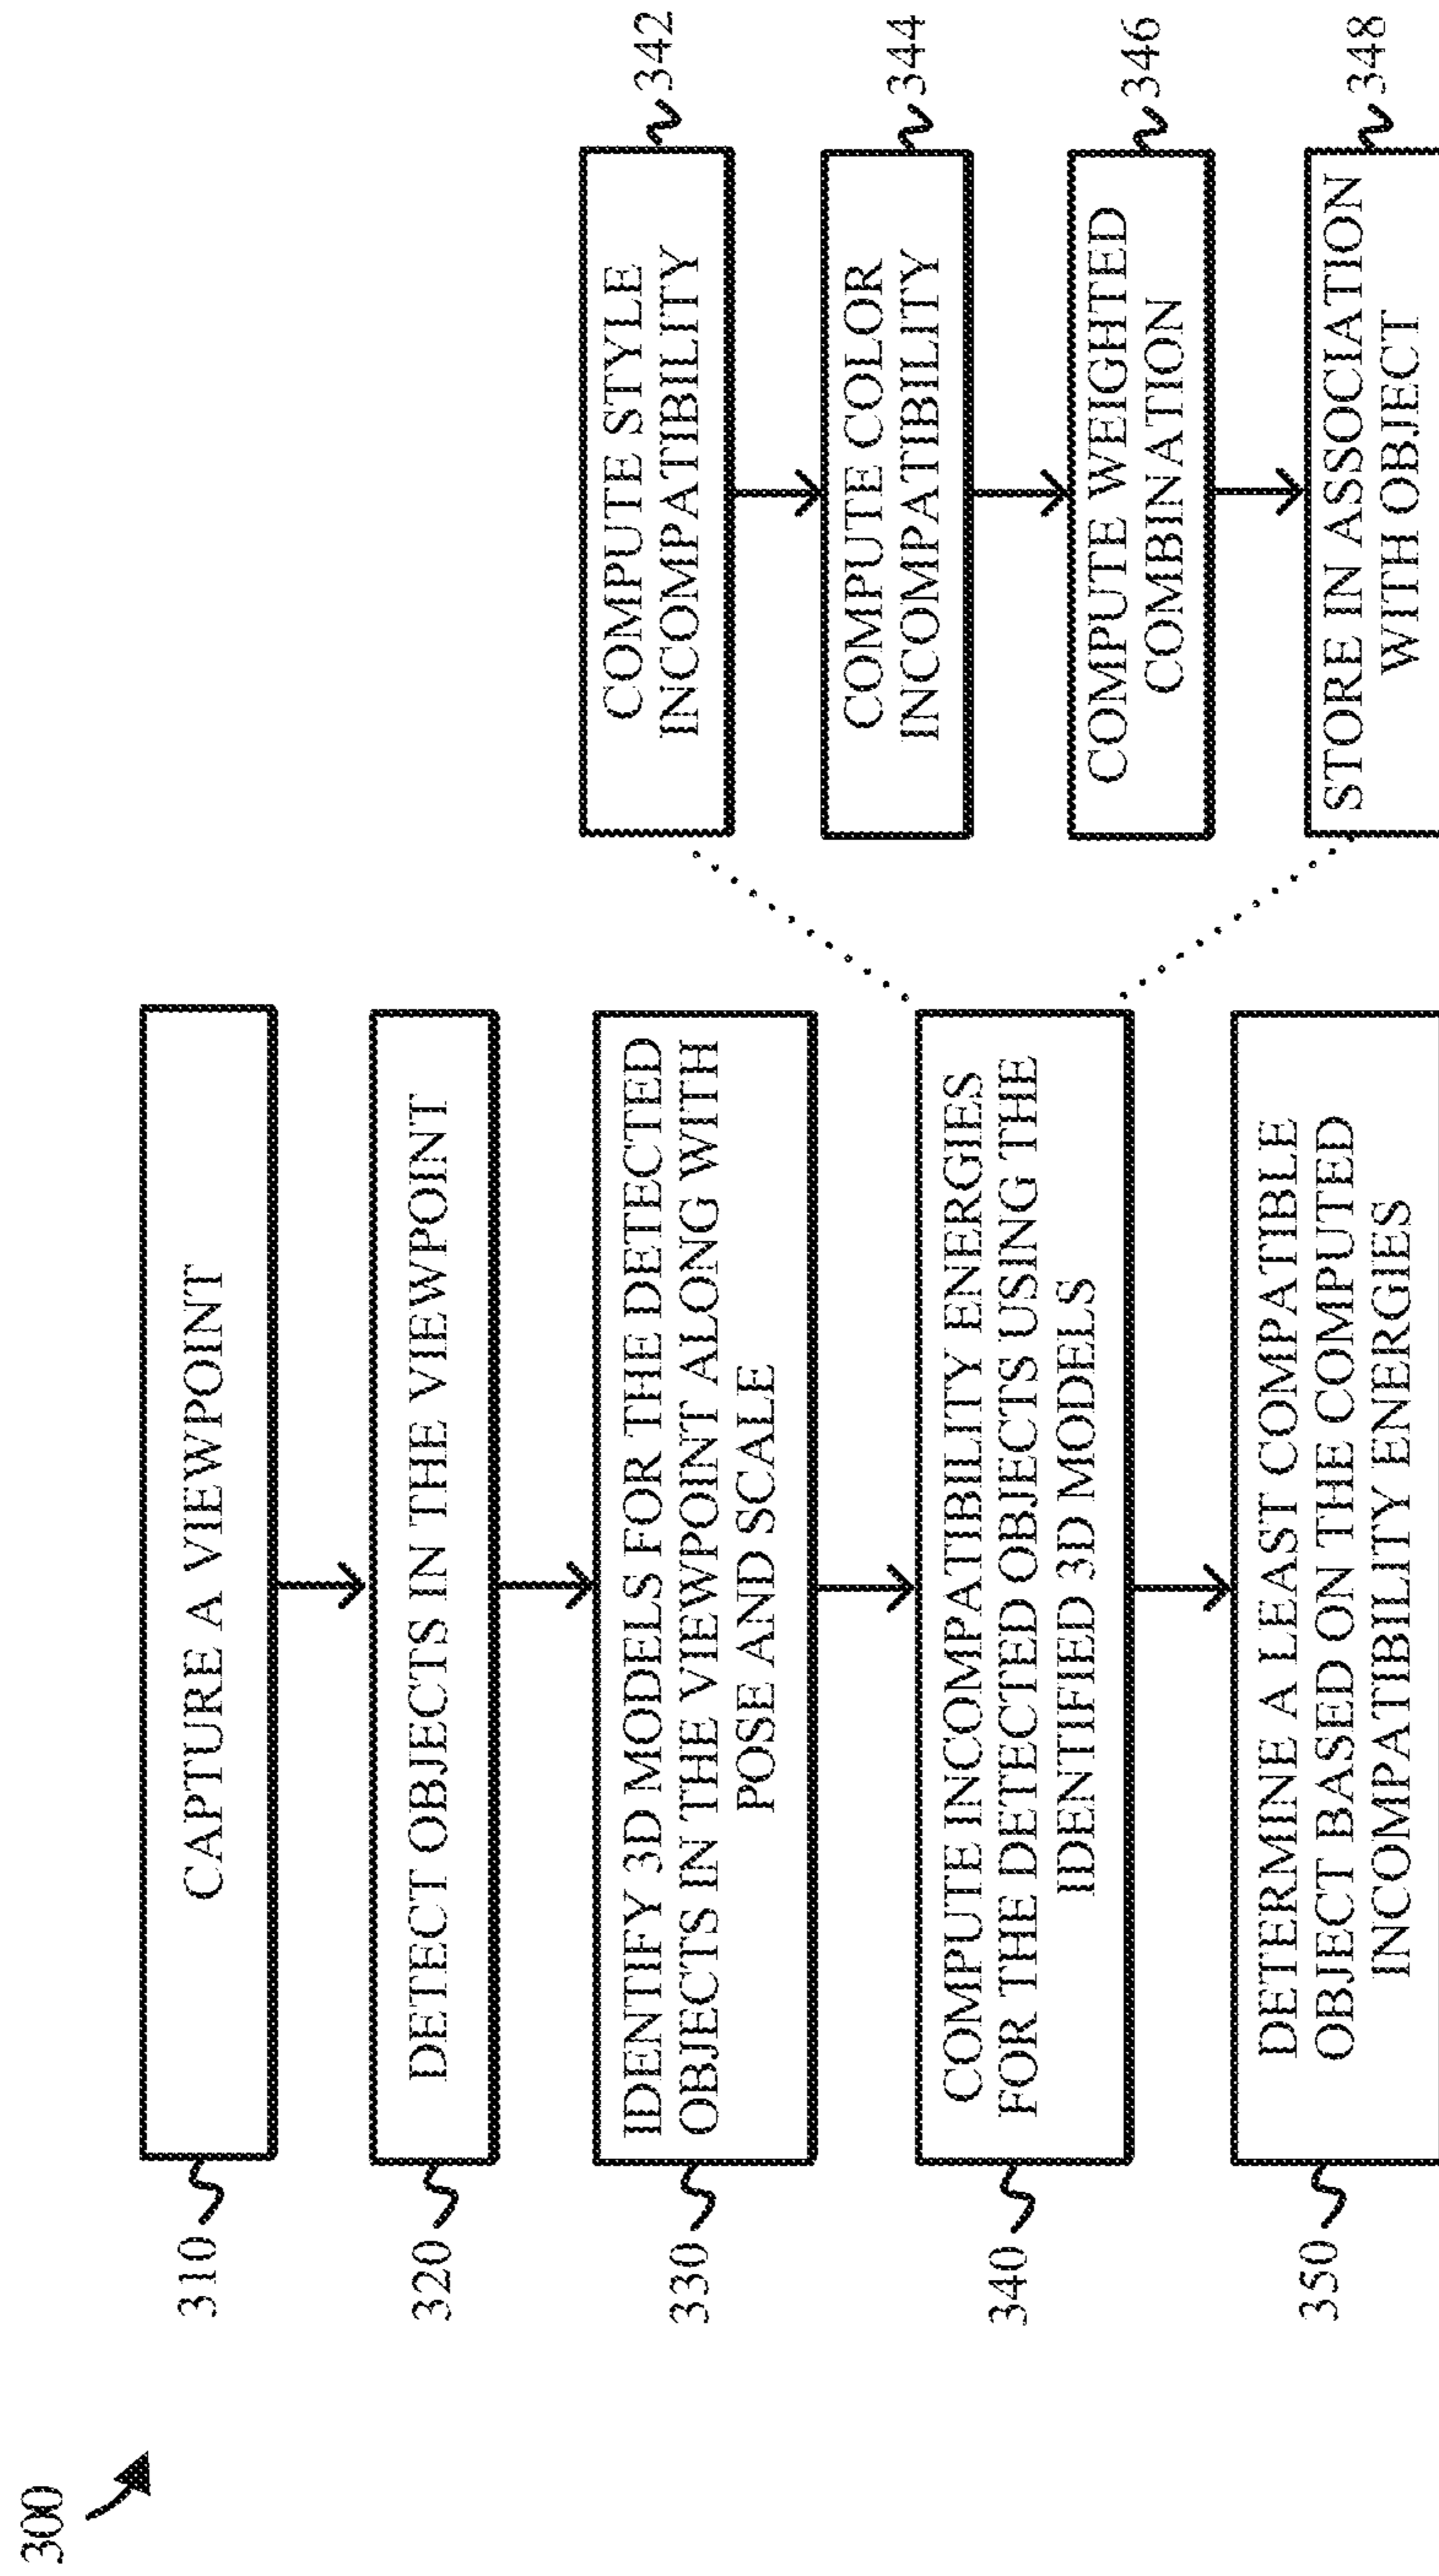 300
310
CAPTURE A VIEWPOINT
320
DETECT OBJECTS IN THE VIEWPOINT
330
IDENTIFY 3D MODELS FOR THE DETECTED
OBJECTS IN THE VIEWPOINT ALONG WITH
POSE AND SCALE
340
COMPUTE INCOMPATIBILITY ENERGIES
FOR THE DETECTED OBJECTS USING THE
IDENTIFIED 3D MODELS
350
DETERMINE A LEAST COMPATIBLE
OBJECT BASED ON THE COMPUTED
INCOMPATIBILITY ENERGIES
COMPUTE STYLE
INCOMPATIBILITY
342
COMPUTE COLOR
INCOMPATIBILITY
344
COMPUTE WEIGHTED
COMBINATION
346
STORE IN ASSOCIATION
WITH OBJECT
348